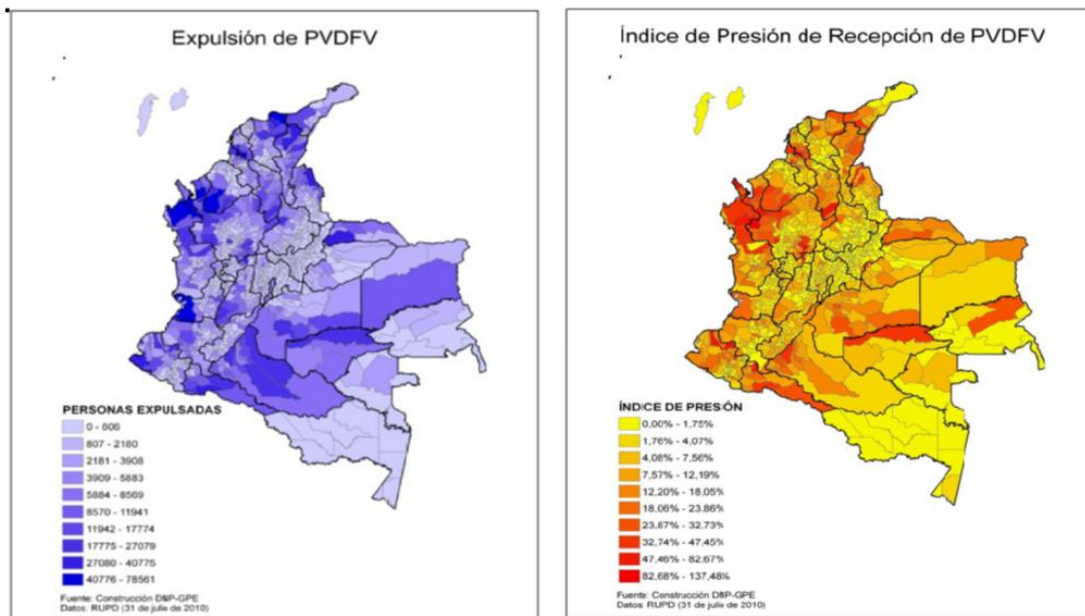 Expulsión de PVDFV
PERSONAS EXPULSADAS
0 - 806
807 - 2180
2181 - 3908
3909 - 5883
5884 - 8569
8570 - 11941
11942 - 17774
17775 - 27079
27080 - 40775
40776 - 78561
Fuente: Construcción DNP-GPE
Datos: RUPD (31 de julio de 2010)
Índice de Presión de Recepción de PVDFV
ÍNDICE DE PRESIÓN
0,00% - 1,75%
1,76% - 4,07%
4,08% - 7,56%
7,57% - 12,19%
12,20% - 18,05%
18,06% - 23,86%
23,87% - 32,73%
32,74% - 47,45%
47,46% - 82,67%
82,68% - 137,48%
Fuente: Construcción DNP-GPE
Datos: RUPD (31 de julio de 2010)